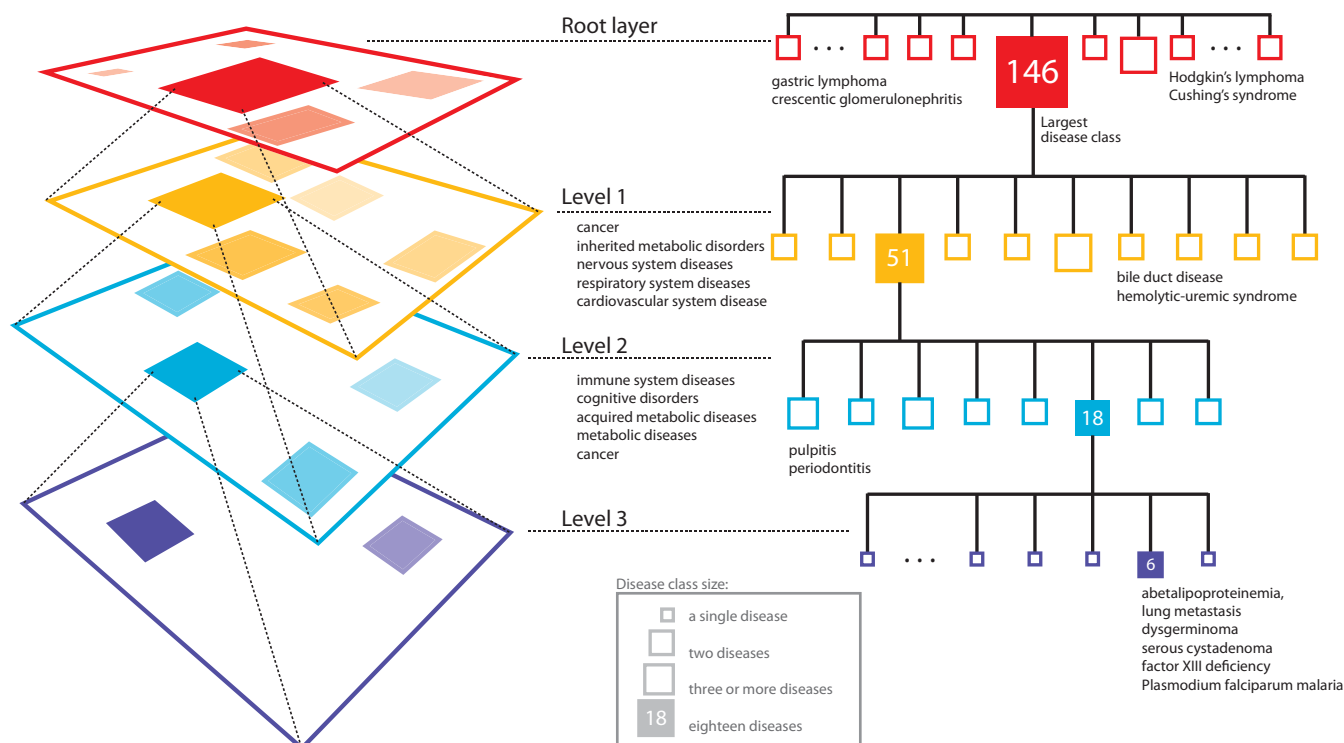 Root layer
. . .
146
. . .
gastric lymphoma
crescentic glomerulonephritis
Hodgkin's lymphoma
Cushing's syndrome
Largest
disease class
Level 1
cancer
inherited metabolic disorders
nervous system diseases
respiratory system diseases
cardiovascular system disease
51
bile duct disease
hemolytic-uremic syndrome
Level 2
immune system diseases
cognitive disorders
acquired metabolic diseases
metabolic diseases
cancer
18
pulpitis
periodontitis
Level 3
. . .
6
abetalipoproteinemia,
lung metastasis
dysgerminoma
serous cystadenoma
factor XIII deficiency
Plasmodium falciparum malaria
Disease class size:
a single disease
two diseases
three or more diseases
18 eighteen diseases